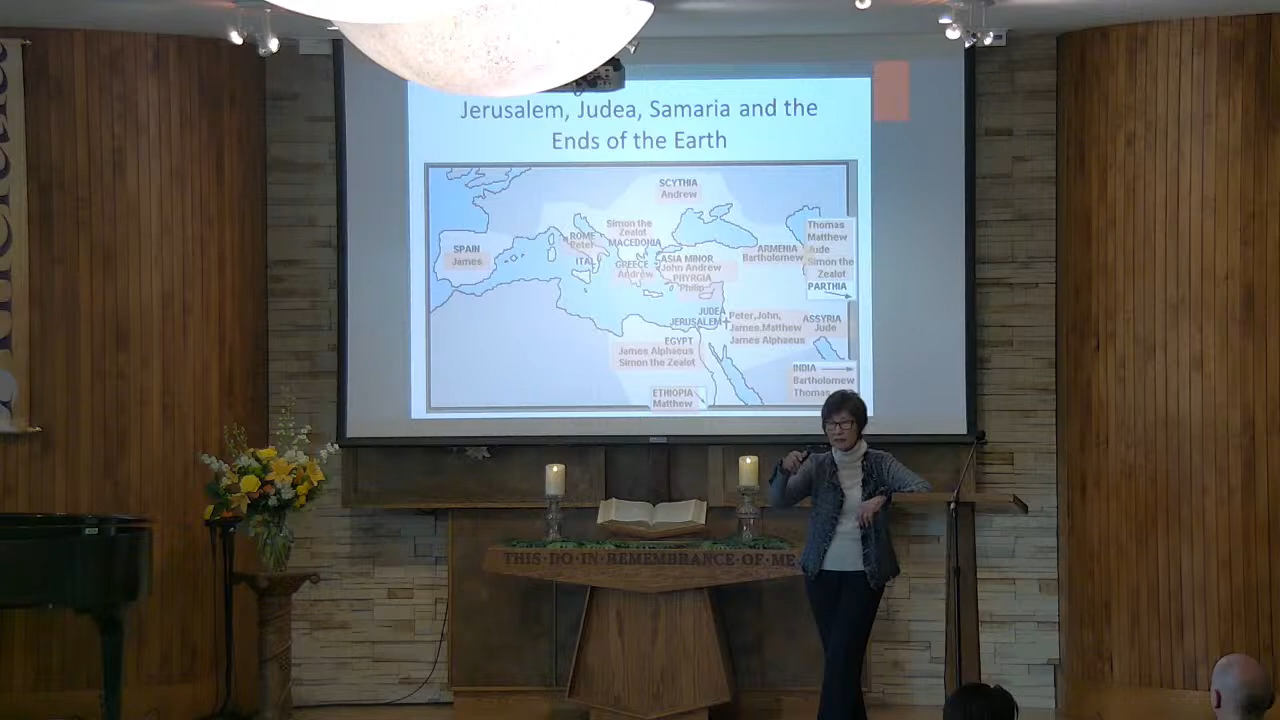 Jerusalem, Judea, Samaria and the
Ends of the Earth
SCYTHIA
Andrew
Simon the
Zealot
MACEDONIA
ROME
Peter
ITAL
SPAIN
James
GREECE
Andrew
ASIA MINOR
John Andrew
PHYRGIA
Philip
ARMENIA
Bartholomew
Thomas
Matthew
Jude
Simon the
Zealot
PARTHIA
JUDEA
JERUSALEM
Peter,John,
James,Matthew
James Alphaeus
ASSYRIA
Jude
EGYPT
James Alphaeus
Simon the Zealot
INDIA
Bartholomew
Thomas
ETHIOPIA
Matthew
THIS·DO·IN·REMEMBRANCE·OF·ME